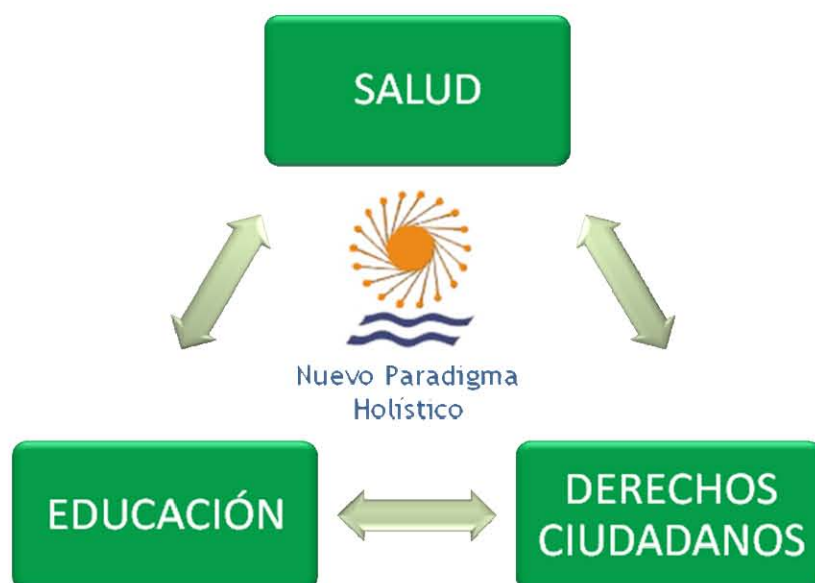 SALUD
Nuevo Paradigma
Holístico
EDUCACIÓN
DERECHOS
CIUDADANOS